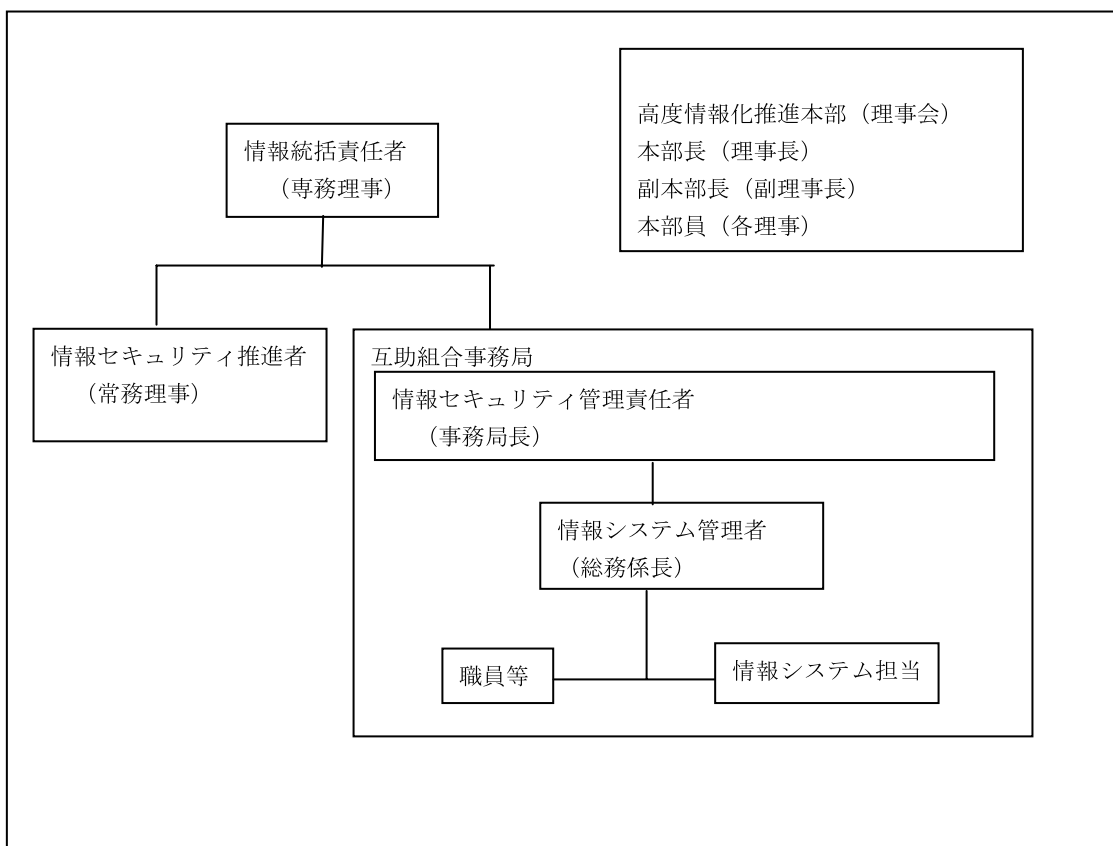 高度情報化推進本部（理事会）
本部長（理事長）
副本部長（副理事長）
本部員（各理事）
情報統括責任者
（専務理事）
情報セキュリティ推進者
（常務理事）
互助組合事務局
情報セキュリティ管理責任者
（事務局長）
情報システム管理者
（総務係長）
職員等
情報システム担当